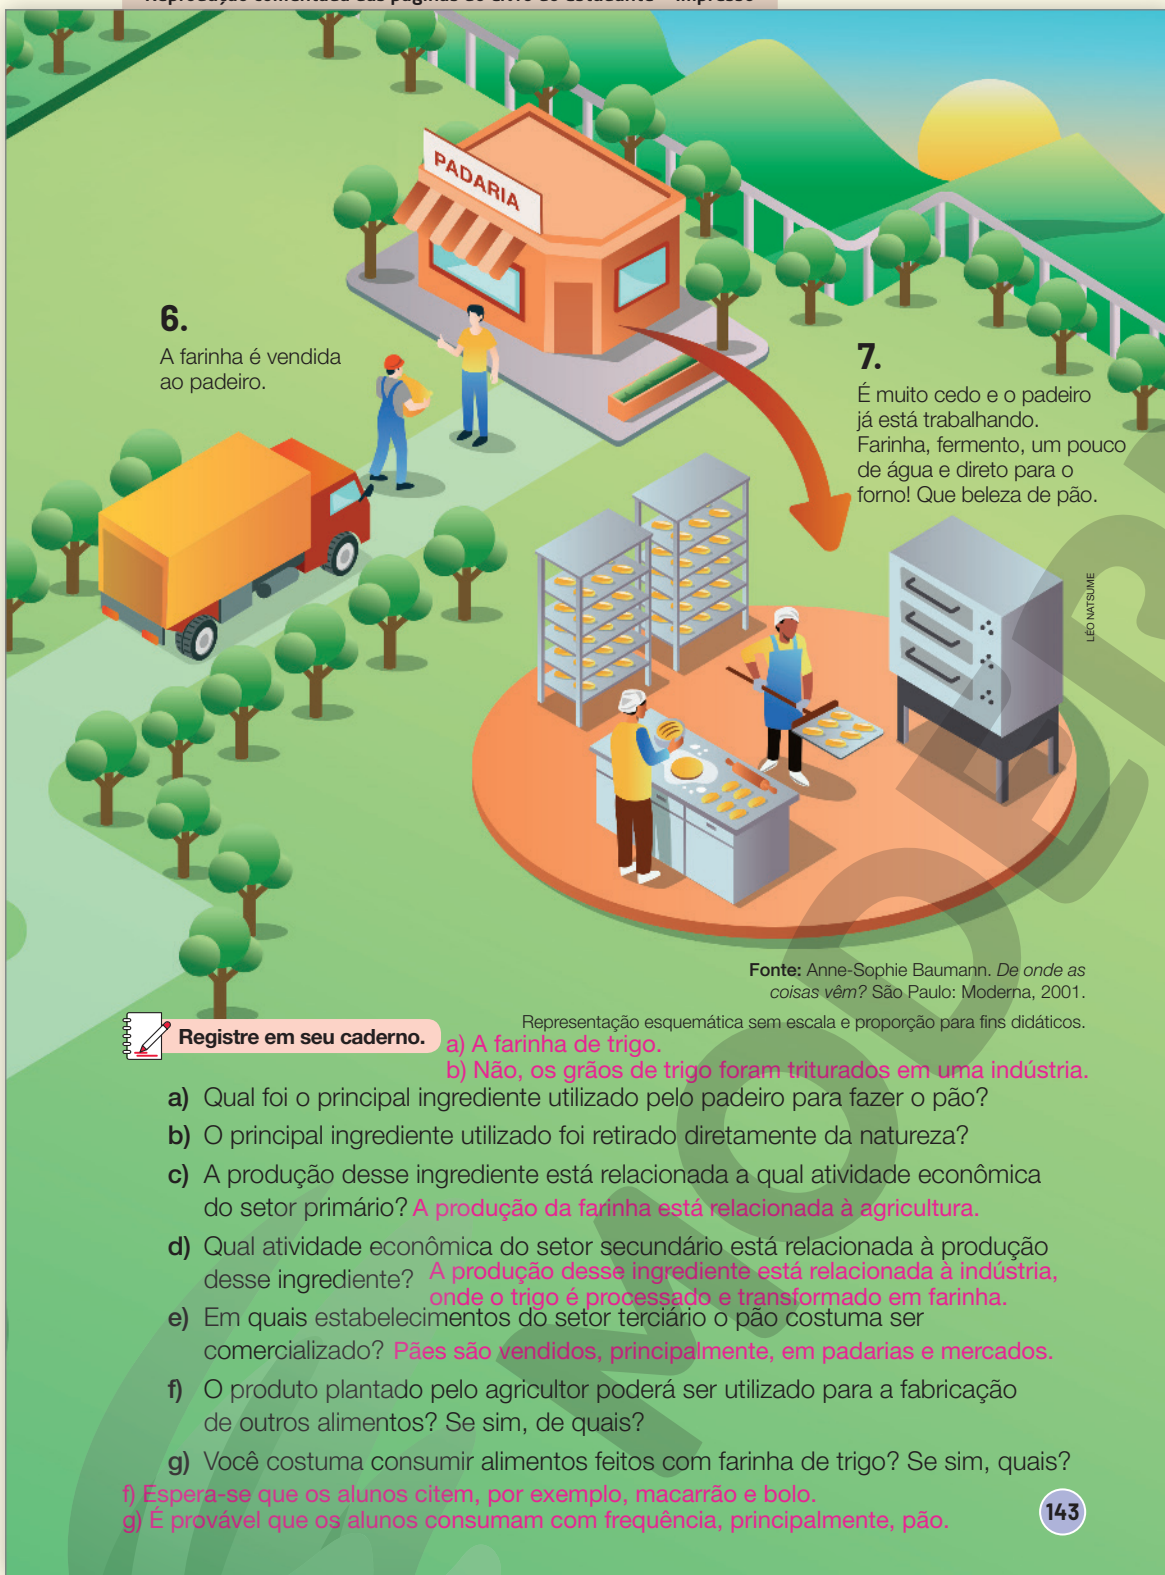 Reprodução comentada das páginas do Livro do Estudante – Impresso
PADARIA
6.
A farinha é vendida
ao padeiro.
7.
É muito cedo e o padeiro
já está trabalhando.
Farinha, fermento, um pouco
de água e direto para o
forno! Que beleza de pão.
LÉO NATSUME
Fonte: Anne-Sophie Baumann. De onde as
coisas vêm? São Paulo: Moderna, 2001.
Representação esquemática sem escala e proporção para fins didáticos.
Registre em seu caderno.
a) A farinha de trigo.
b) Não, os grãos de trigo foram triturados em uma indústria.
a) Qual foi o principal ingrediente utilizado pelo padeiro para fazer o pão?
b) O principal ingrediente utilizado foi retirado diretamente da natureza?
c) A produção desse ingrediente está relacionada a qual atividade econômica
do setor primário? A produção da farinha está relacionada à agricultura.
d) Qual atividade econômica do setor secundário está relacionada à produção
desse ingrediente? A produção desse ingrediente está relacionada à indústria,
onde o trigo é processado e transformado em farinha.
e) Em quais estabelecimentos do setor terciário o pão costuma ser
comercializado? Pães são vendidos, principalmente, em padarias e mercados.
f) O produto plantado pelo agricultor poderá ser utilizado para a fabricação
de outros alimentos? Se sim, de quais?
g) Você costuma consumir alimentos feitos com farinha de trigo? Se sim, quais?
f) Espera-se que os alunos citem, por exemplo, macarrão e bolo.
g) É provável que os alunos consumam com frequência, principalmente, pão.
143